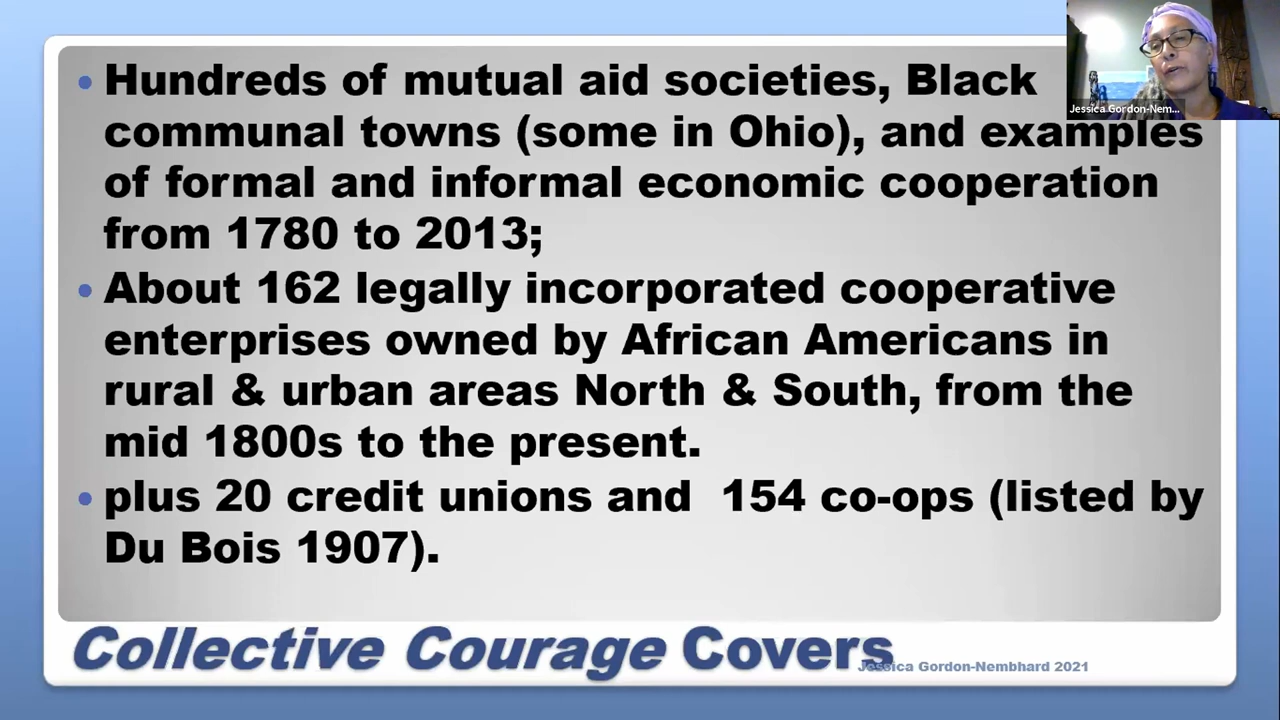 • Hundreds of mutual aid societies, Black
communal towns (some in Ohio), and examples
of formal and informal economic cooperation
from 1780 to 2013;
• About 162 legally incorporated cooperative
enterprises owned by African Americans in
rural & urban areas North & South, from the
mid 1800s to the present.
• plus 20 credit unions and 154 co-ops (listed by
Du Bois 1907).
Collective Courage Covers
Jessica Gordon-Nembhard 2021
Jessica Gordon-Nem...